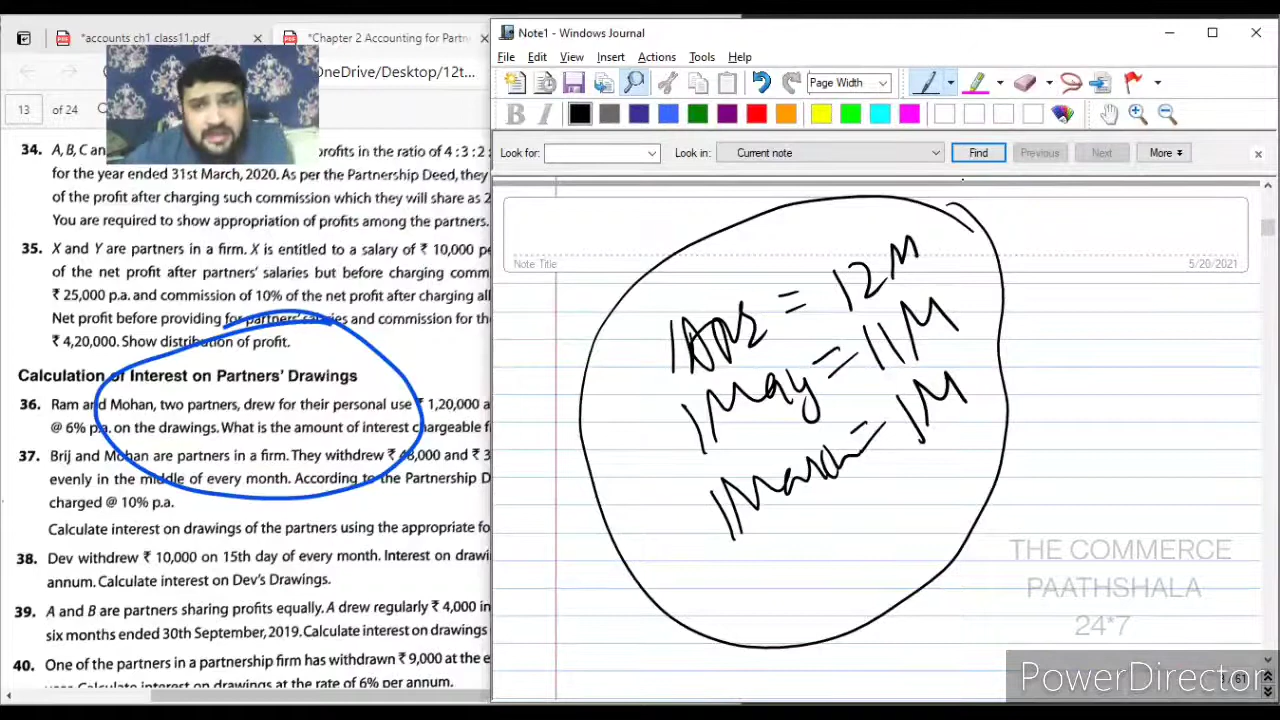 *accounts ch1 class11.pdf
*Chapter 2 Accounting for Partn
OneDrive/Desktop/12t...
13 of 24
34. A, B, C an profits in the ratio of 4 : 3 : 2 :
for the year ended 31st March, 2020. As per the Partnership Deed, they
of the profit after charging such commission which they will share as 2
You are required to show appropriation of profits among the partners.
35. X and Y are partners in a firm. X is entitled to a salary of ₹ 10,000 pe
of the net profit after partners' salaries but before charging comm
₹ 25,000 p.a. and commission of 10% of the net profit after charging all
Net profit before providing for partners' salaries and commission for the
₹ 4,20,000. Show distribution of profit.
Calculation of Interest on Partners' Drawings
36. Ram and Mohan, two partners, drew for their personal use ₹ 1,20,000 a
@ 6% p.a. on the drawings. What is the amount of interest chargeable f
37. Brij and Mohan are partners in a firm. They withdrew ₹ 48,000 and ₹ 3
evenly in the middle of every month. According to the Partnership D
charged @ 10% p.a.
Calculate interest on drawings of the partners using the appropriate fo
38. Dev withdrew ₹ 10,000 on 15th day of every month. Interest on drawi
annum. Calculate interest on Dev's Drawings.
39. A and B are partners sharing profits equally. A drew regularly ₹ 4,000 in
six months ended 30th September, 2019. Calculate interest on drawings
40. One of the partners in a partnership firm has withdrawn ₹ 9,000 at the e
year. Calculate interest on drawings at the rate of 6% per annum.
Note1 - Windows Journal
File Edit View Insert Actions Tools Help
Page Width
B I
Look for: Look in: Current note Find Previous Next More
Note Title 5/20/2021
= 12M
1 May = 11M
1 March = 1M
THE COMMERCE
PAATHSHALA
24*7
PowerDirector